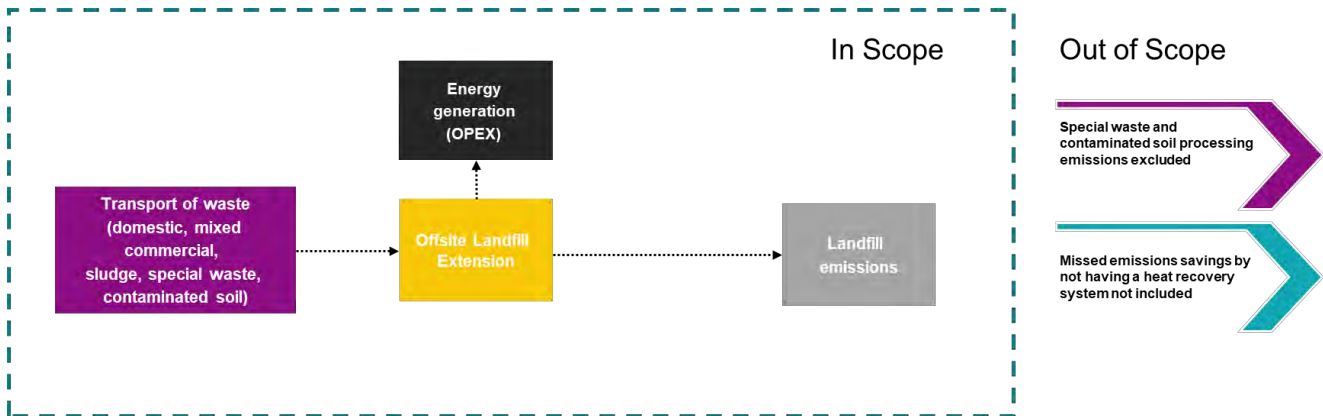 In Scope
Out of Scope
Energy
generation
(OPEX)
Transport of waste
(domestic, mixed
commercial,
sludge, special waste,
contaminated soil)
Offsite Landfill
Extension
Landfill
emissions
Special waste and
contaminated soil processing
emissions excluded
Missed emissions savings by
not having a heat recovery
system not included